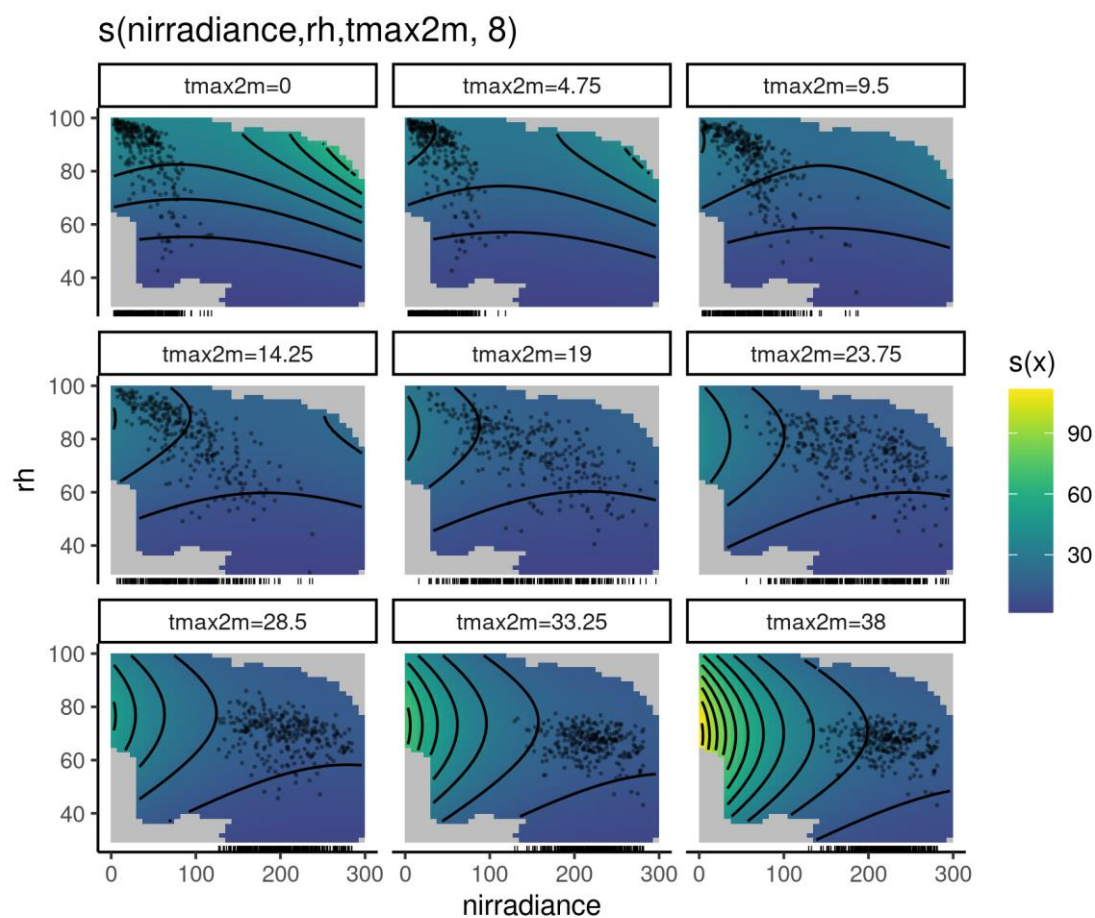 s(nirradiance,rh,tmax2m, 8)
tmax2m=0
tmax2m=4.75
tmax2m=9.5
100
80
60
40
tmax2m=14.25
tmax2m=19
tmax2m=23.75
100
80
60
40
rh
s(x)
90
60
30
tmax2m=28.5
tmax2m=33.25
tmax2m=38
100
80
60
40
0 100 200 300 0 100 200 300 0 100 200 300
nirradiance